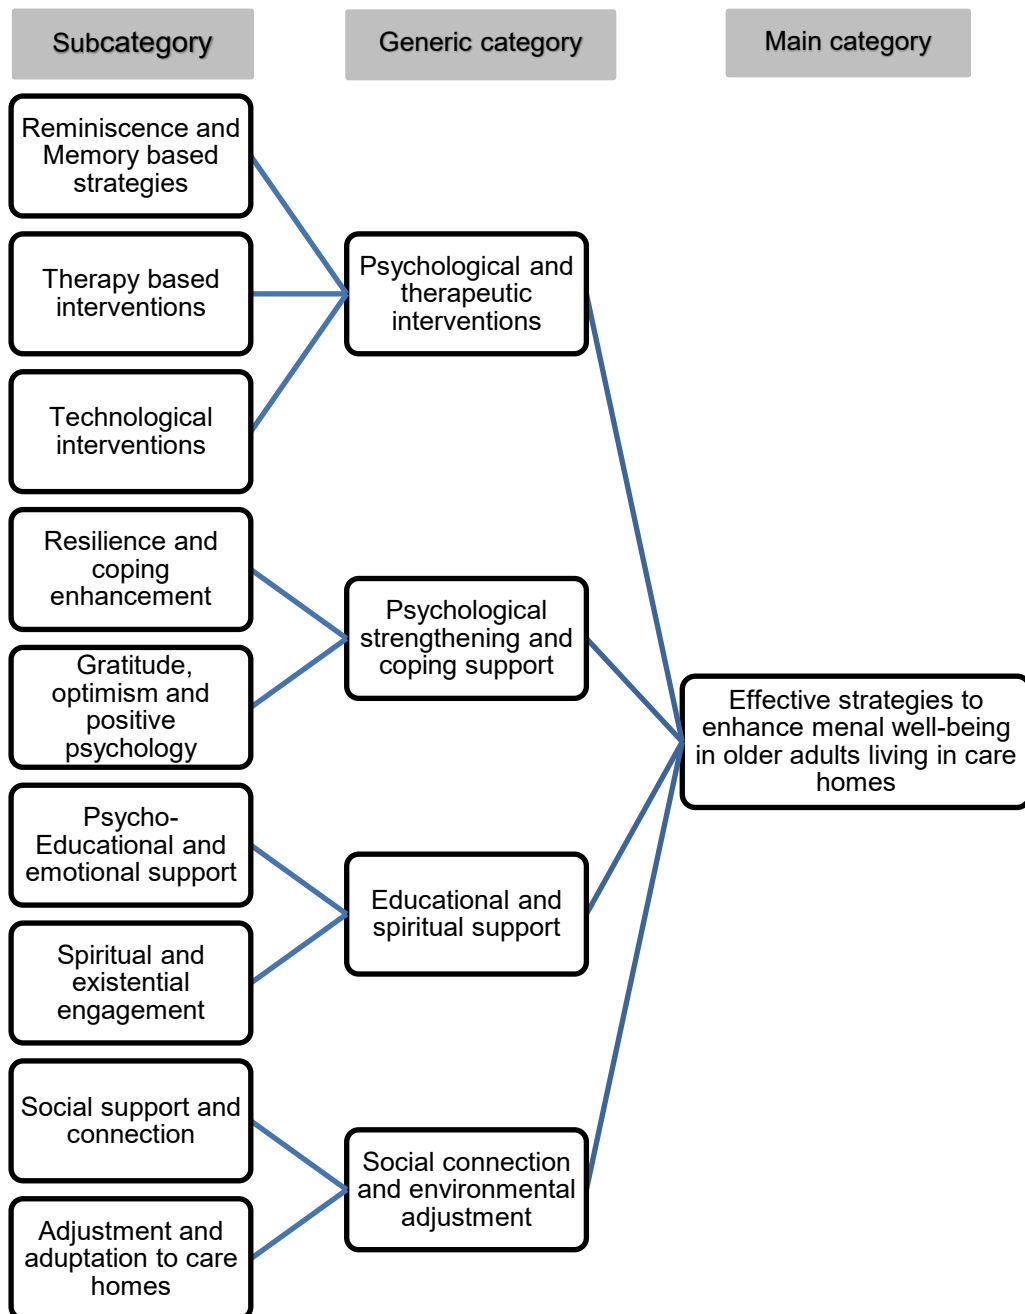 Subcategory
Generic category
Main category
Reminiscence and
Memory based
strategies
Therapy based
interventions
Technological
interventions
Resilience and
coping
enhancement
Gratitude,
optimism and
positive
psychology
Psycho-
Educational and
emotional support
Spiritual and
existential
engagement
Social support and
connection
Adjustment and
aduptation to care
homes
Psychological and
therapeutic
interventions
Psychological
strengthening and
coping support
Educational and
spiritual support
Social connection
and environmental
adjustment
Effective strategies to
enhance menal well-being
in older adults living in care
homes